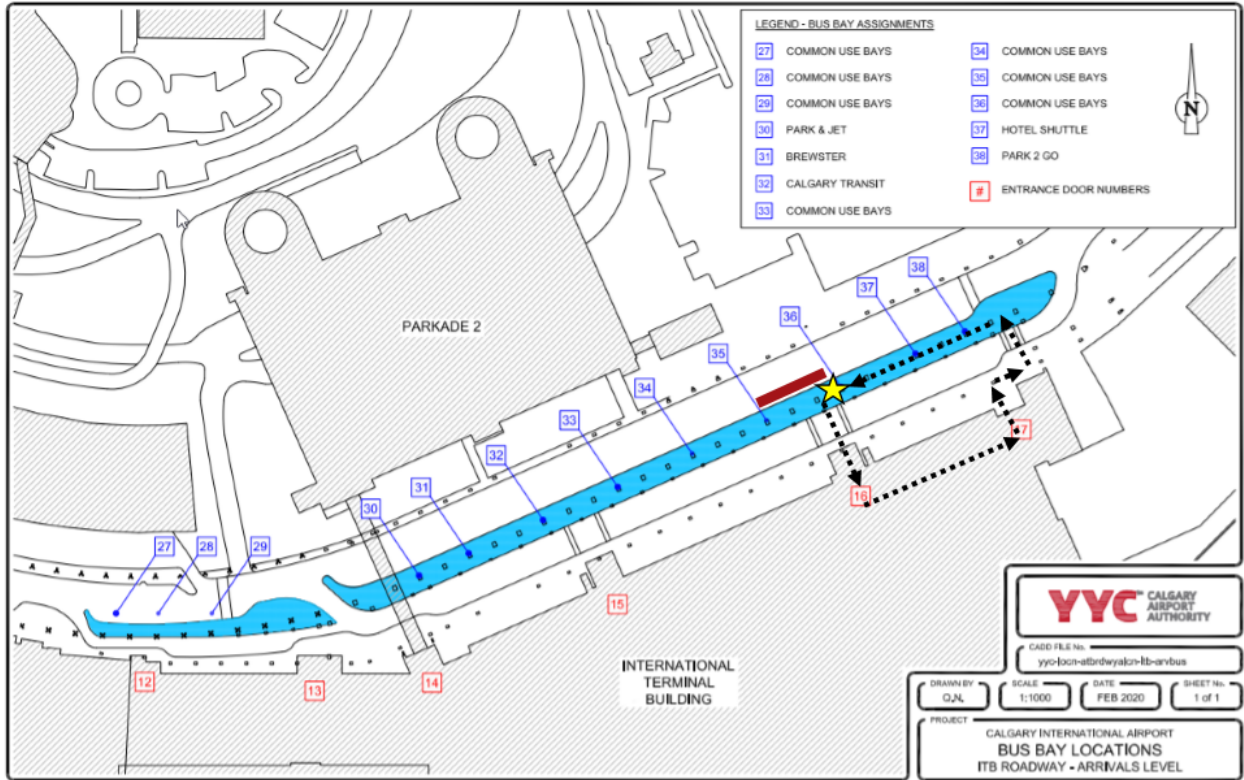 LEGEND - BUS BAY ASSIGNMENTS
27 COMMON USE BAYS
28 COMMON USE BAYS
29 COMMON USE BAYS
30 PARK & JET
31 BREWSTER
32 CALGARY TRANSIT
33 COMMON USE BAYS
34 COMMON USE BAYS
35 COMMON USE BAYS
36 COMMON USE BAYS
37 HOTEL SHUTTLE
38 PARK 2 GO
# ENTRANCE DOOR NUMBERS
N
PARKADE 2
38
37
36
35
34
33
32
31
30
27
28
29
17
16
15
14
13
12
INTERNATIONAL
TERMINAL
BUILDING
YYC CALGARY
AIRPORT
AUTHORITY
CADD FILE No.
DRAWN BY
Q.N.
SCALE
1:1000
DATE
FEB 2020
SHEET No.
1 of 1
PROJECT
CALGARY INTERNATIONAL AIRPORT
BUS BAY LOCATIONS
ITB ROADWAY - ARRIVALS LEVEL